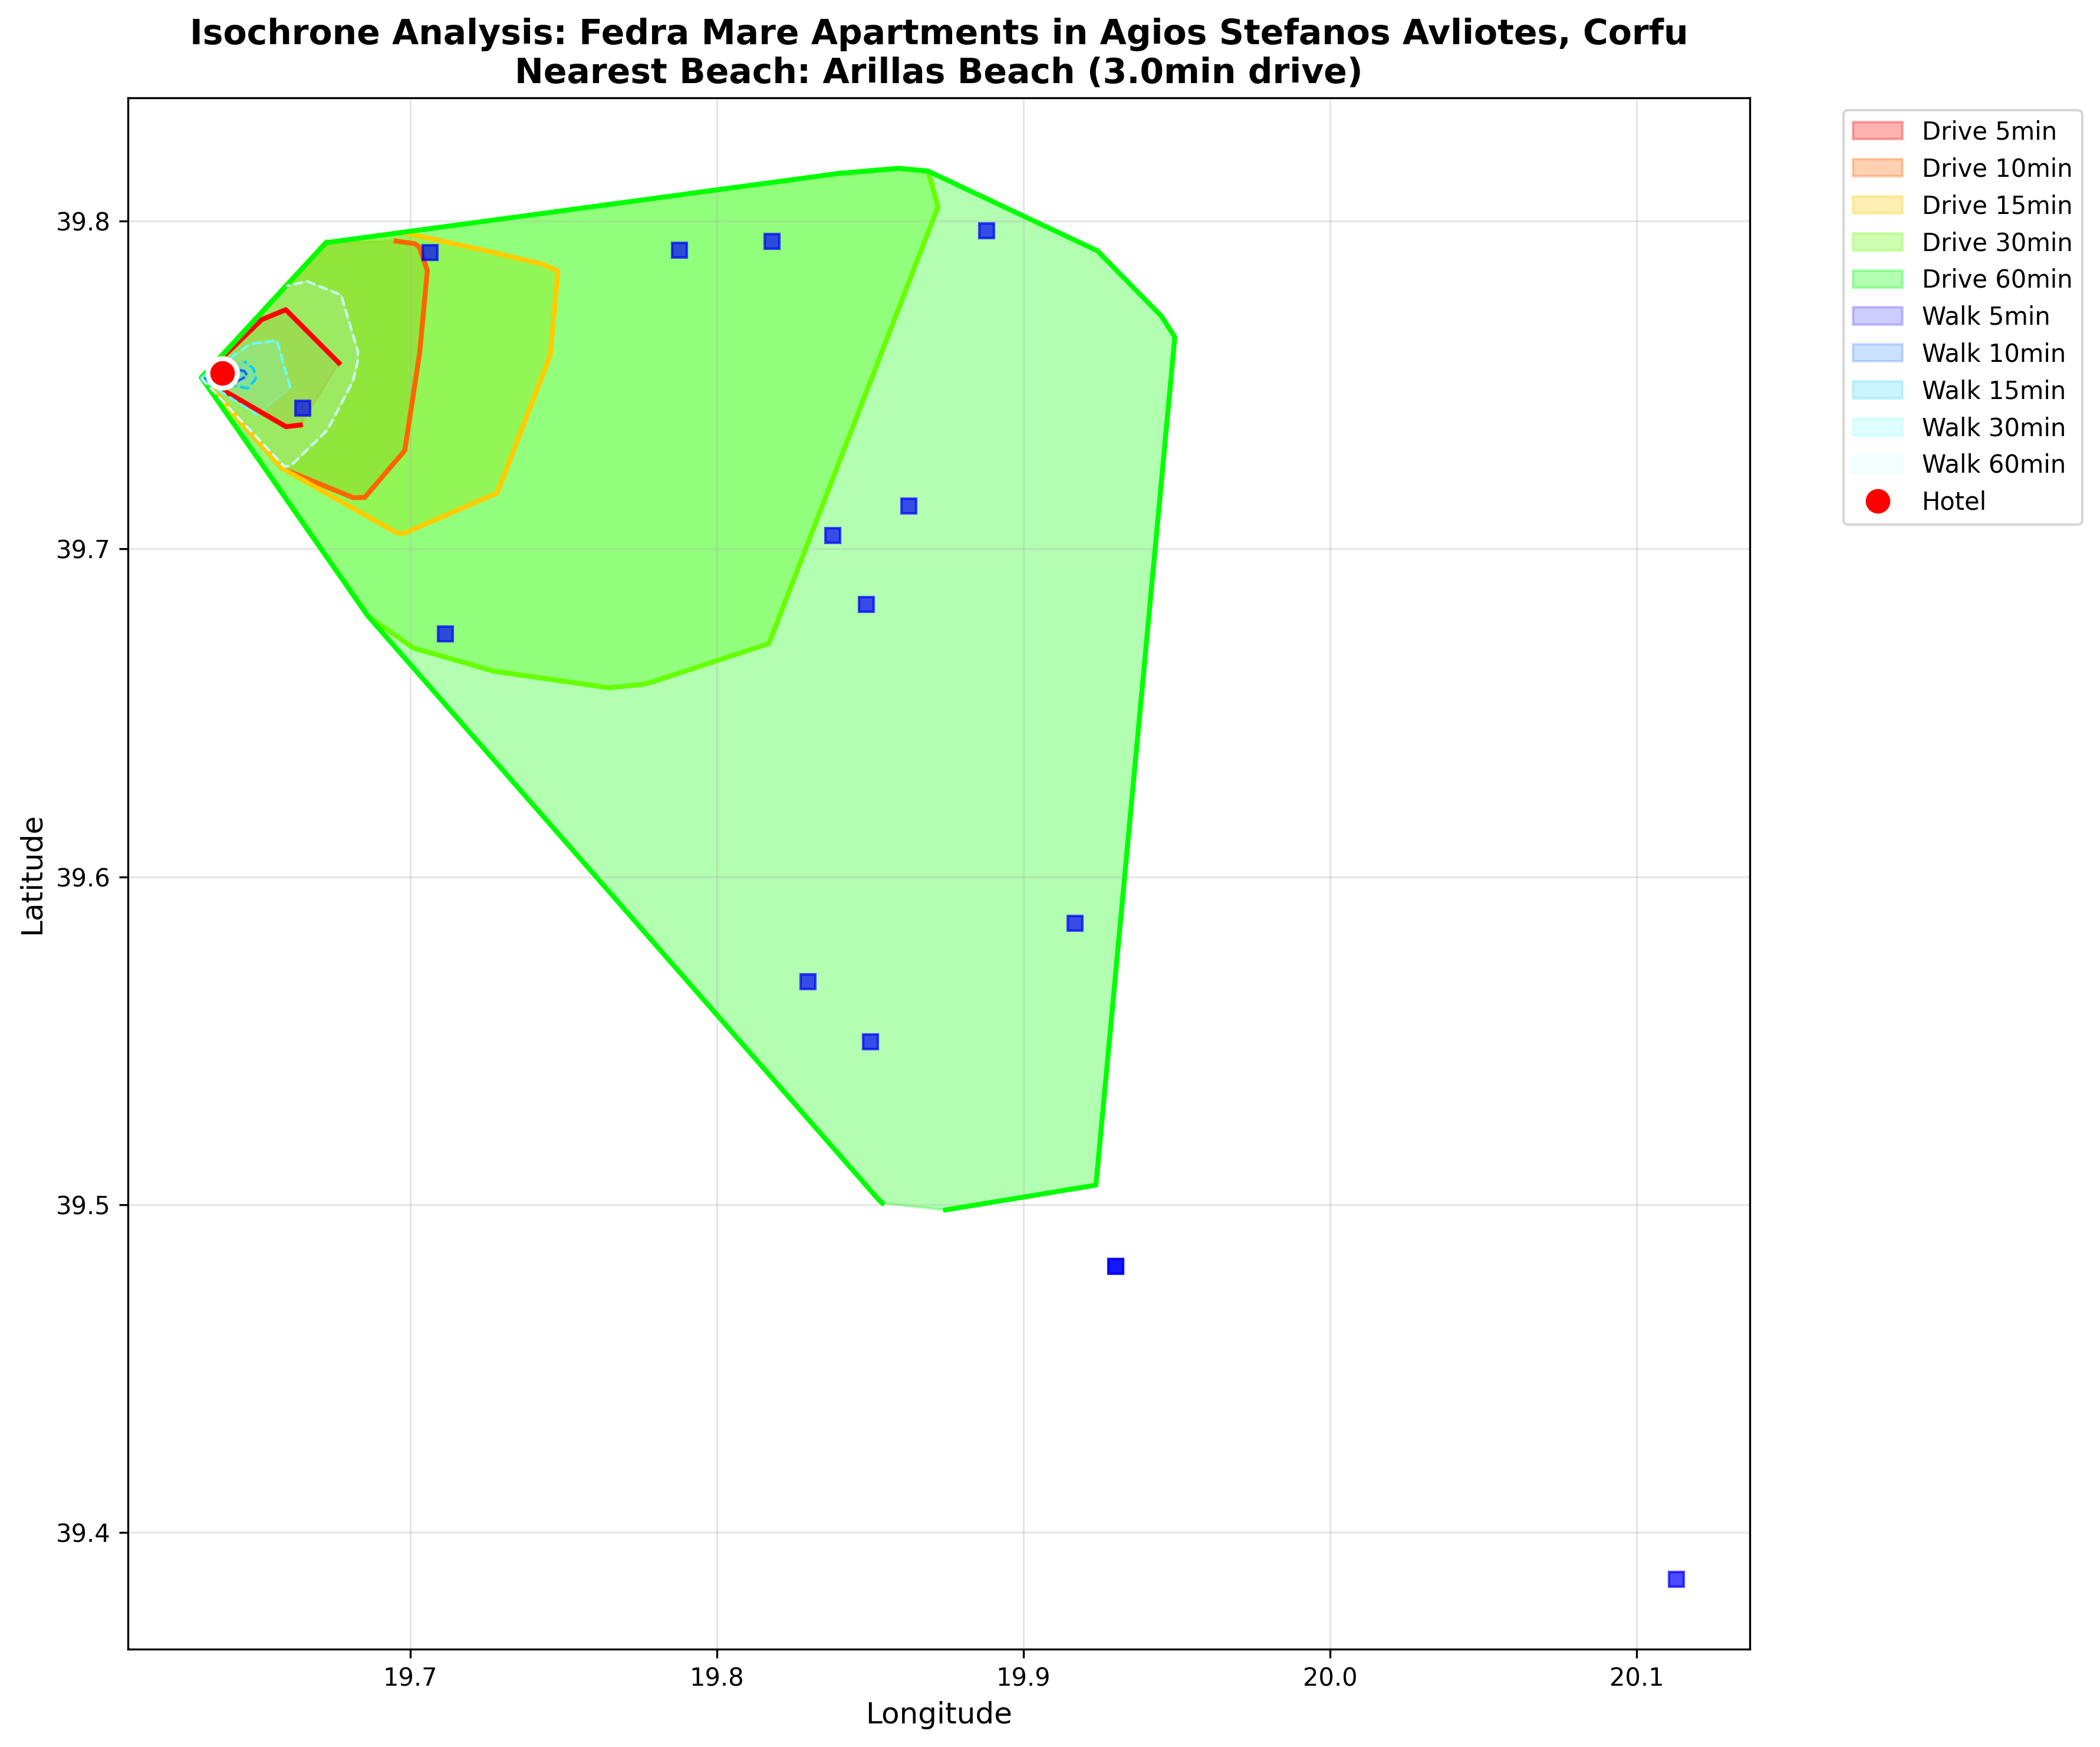 Isochrone Analysis: Fedra Mare Apartments in Agios Stefanos Avliotes, Corfu
Nearest Beach: Arillas Beach (3.0min drive)
Drive 5min
Drive 10min
Drive 15min
Drive 30min
Drive 60min
Walk 5min
Walk 10min
Walk 15min
Walk 30min
Walk 60min
Hotel
Latitude
39.8
39.7
39.6
39.5
39.4
19.7
19.8
19.9
20.0
20.1
Longitude